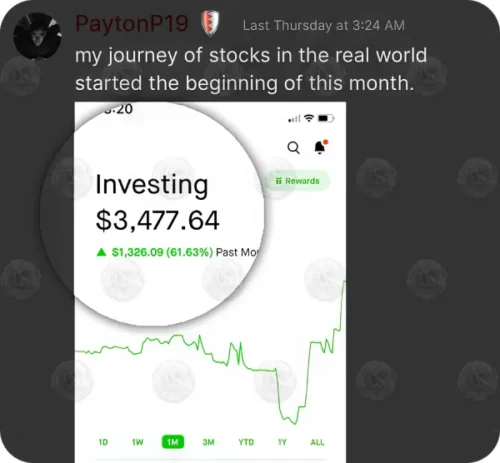 PaytonP19 Last Thursday at 3:24 AM
my journey of stocks in the real world
started the beginning of this month.
:20
Investing
Rewards
$3,477.64
▲ $1,326.09 (61.63%) Past Mo
1D 1W 1M 3M YTD 1Y ALL